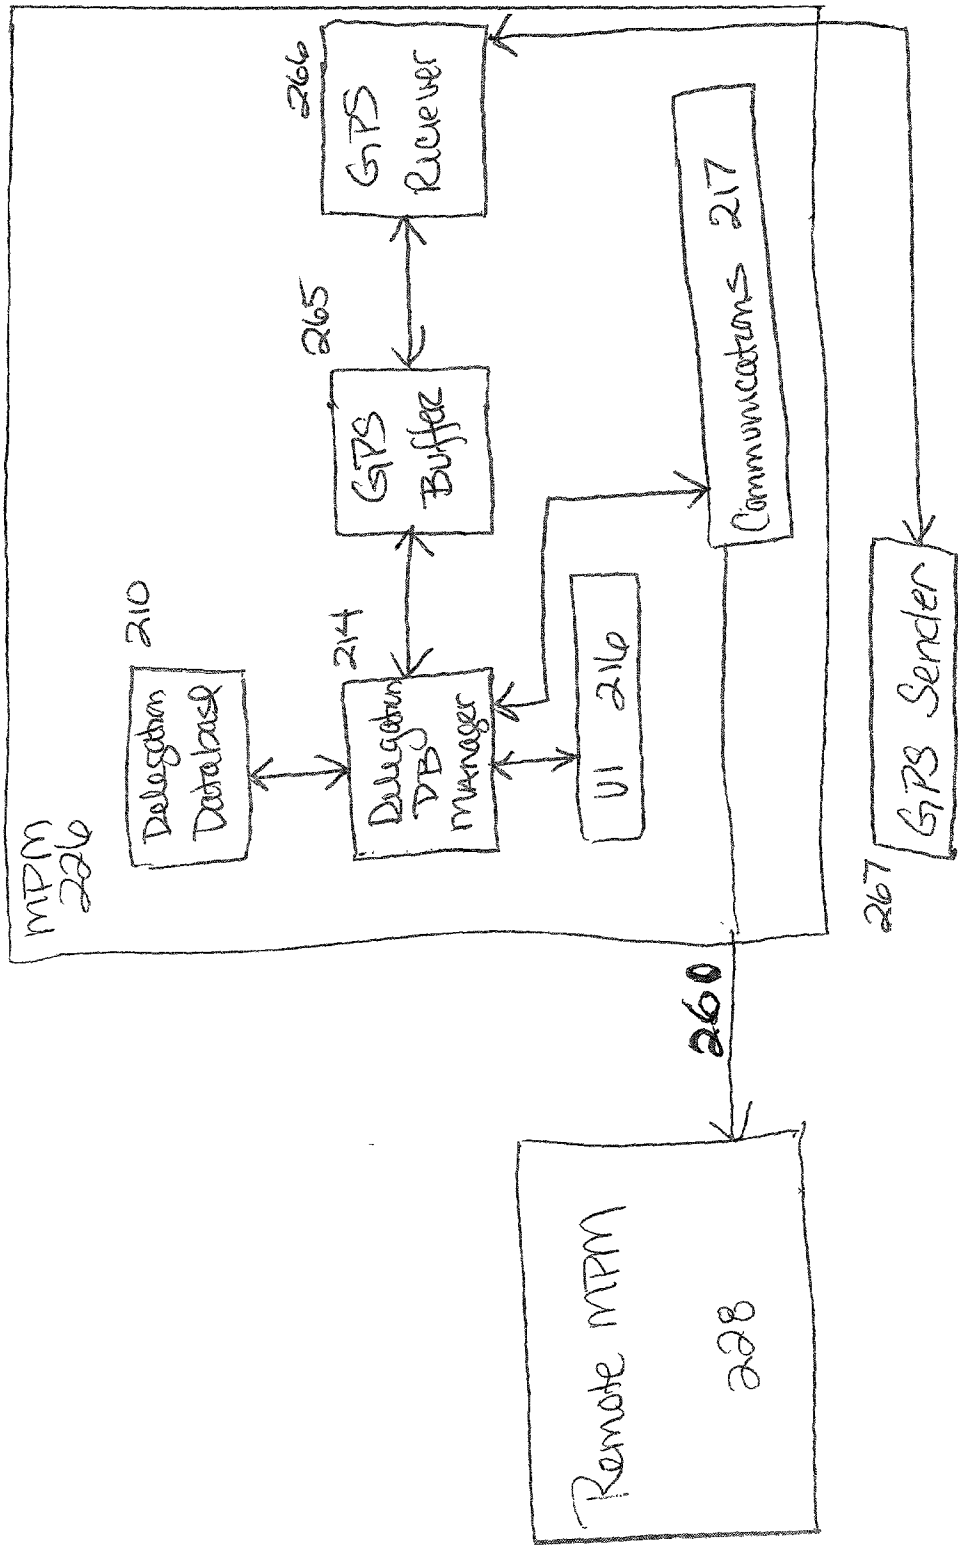 MPM
226
Delegation
Database
210
Delegation
DB
Manager
214
GPS
Buffer
265
GPS
Reciever
266
UI 216
Communications 217
Remote MPM
228
260
267
GPS Sender